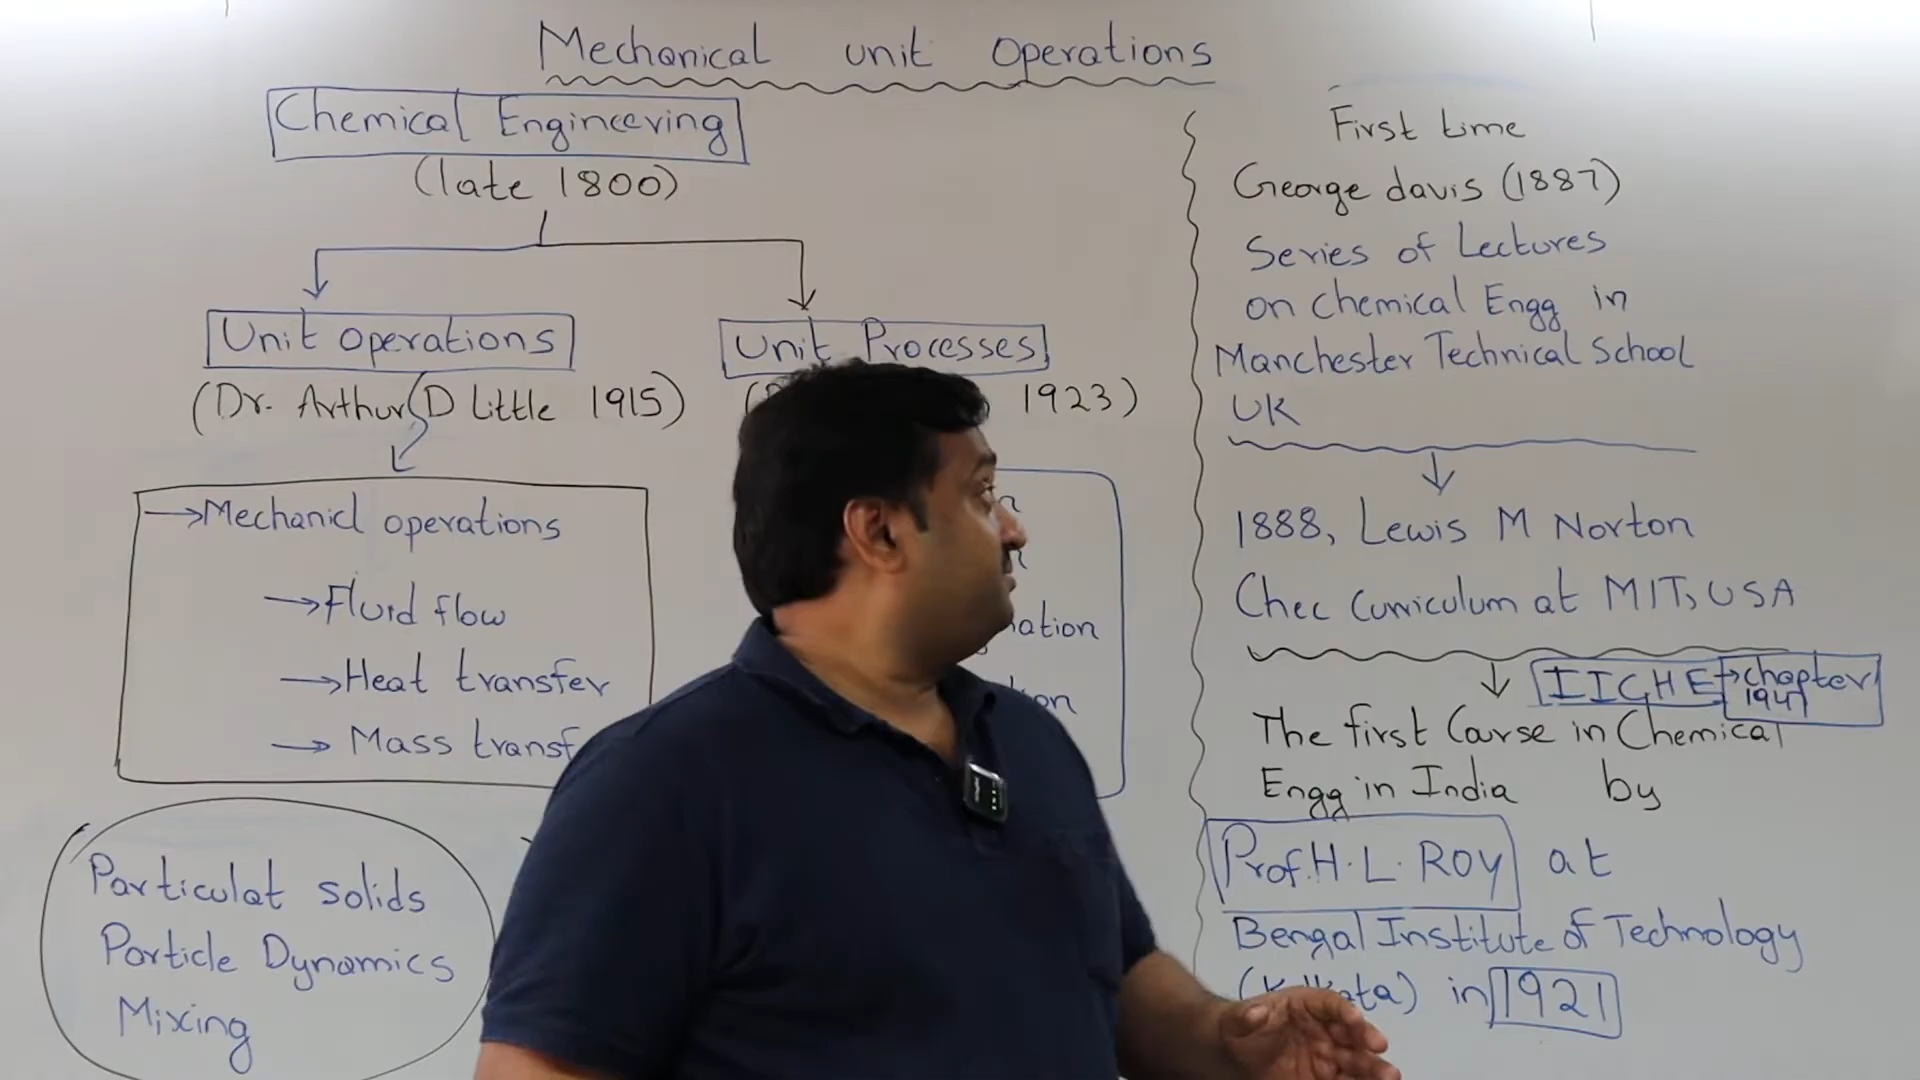 Mechanical unit Operations
Chemical Engineering
(late 1800)
Unit operations
(Dr. Arthur D Little 1915)
→Mechanicl operations
→Fluid flow
→Heat transfer
→ Mass transf
Particulat solids
Particle Dynamics
Mixing
Unit Processes
1923)
ation
on
First time
George davis (1887)
Series of Lectures
on Chemical Engg in
Manchester Technical School
UK
1888, Lewis M Norton
Chec Curriculum at MIT, USA
IICHE → chapter
1947
The first Course in Chemical
Engg in India by
Prof. H. L. ROY at
Bengal Institute of Technology
in 1921